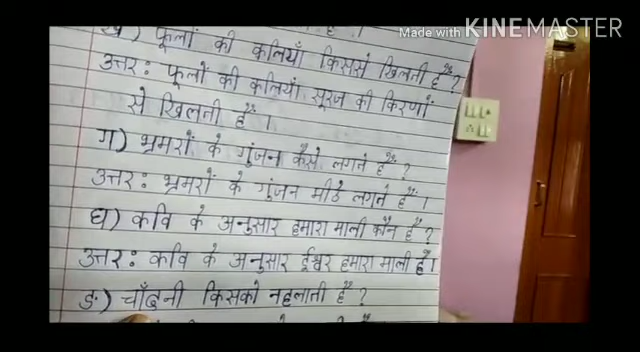 Made with KINEMASTER
ख) फूलों की कलियाँ किससे खिलती हैं?
उत्तर: फूलों की कलियाँ सूरज की किरणों
से खिलती हैं।
ग) भ्रमरों के गुंजन कैसे लगते हैं?
उत्तर: भ्रमरों के गुंजन मीठे लगते हैं।
घ) कवि के अनुसार हमारा माली कौन है?
उत्तर: कवि के अनुसार ईश्वर हमारा माली है।
ङ) चाँदनी किसको नहलाती है?